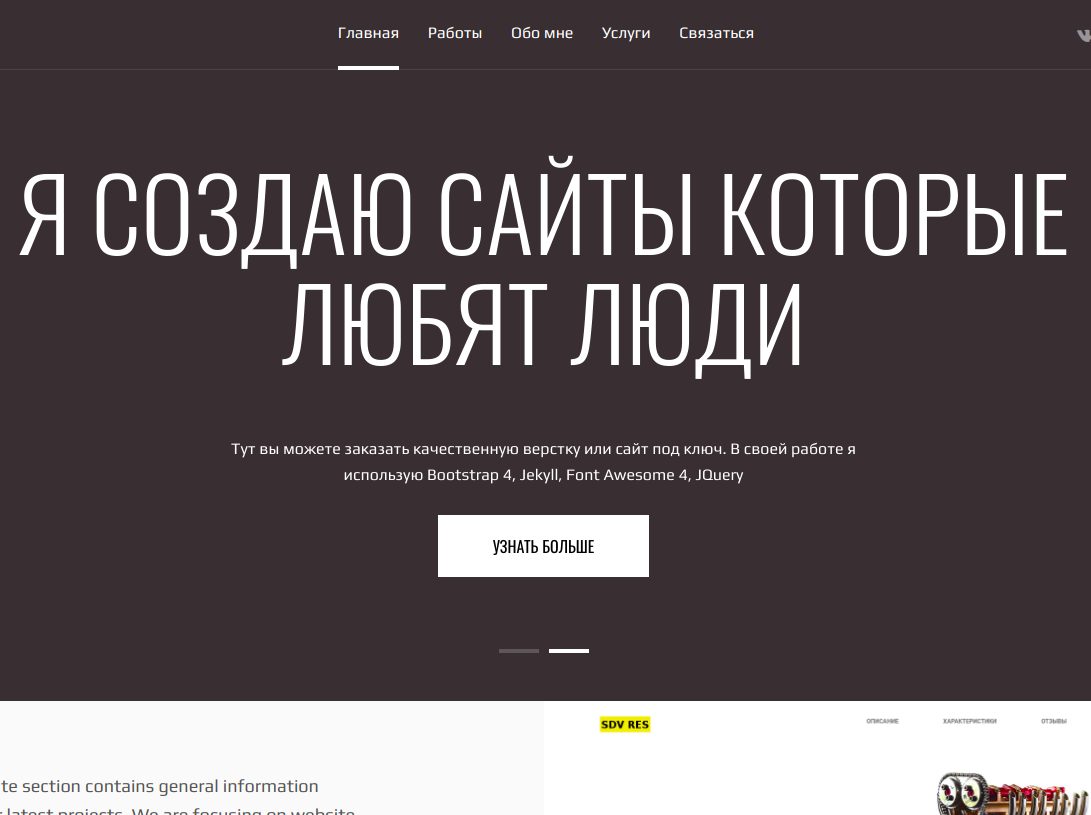 Главная Работы Обо мне Услуги Связаться
Я СОЗДАЮ САЙТЫ КОТОРЫЕ
ЛЮБЯТ ЛЮДИ
Тут вы можете заказать качественную верстку или сайт под ключ. В своей работе я
использую Bootstrap 4, Jekyll, Font Awesome 4, JQuery
УЗНАТЬ БОЛЬШЕ
SDV RES ОПИСАНИЕ ХАРАКТЕРИСТИКИ ОТЗЫВЫ
te section contains general information
latest projects. We are focusing on website